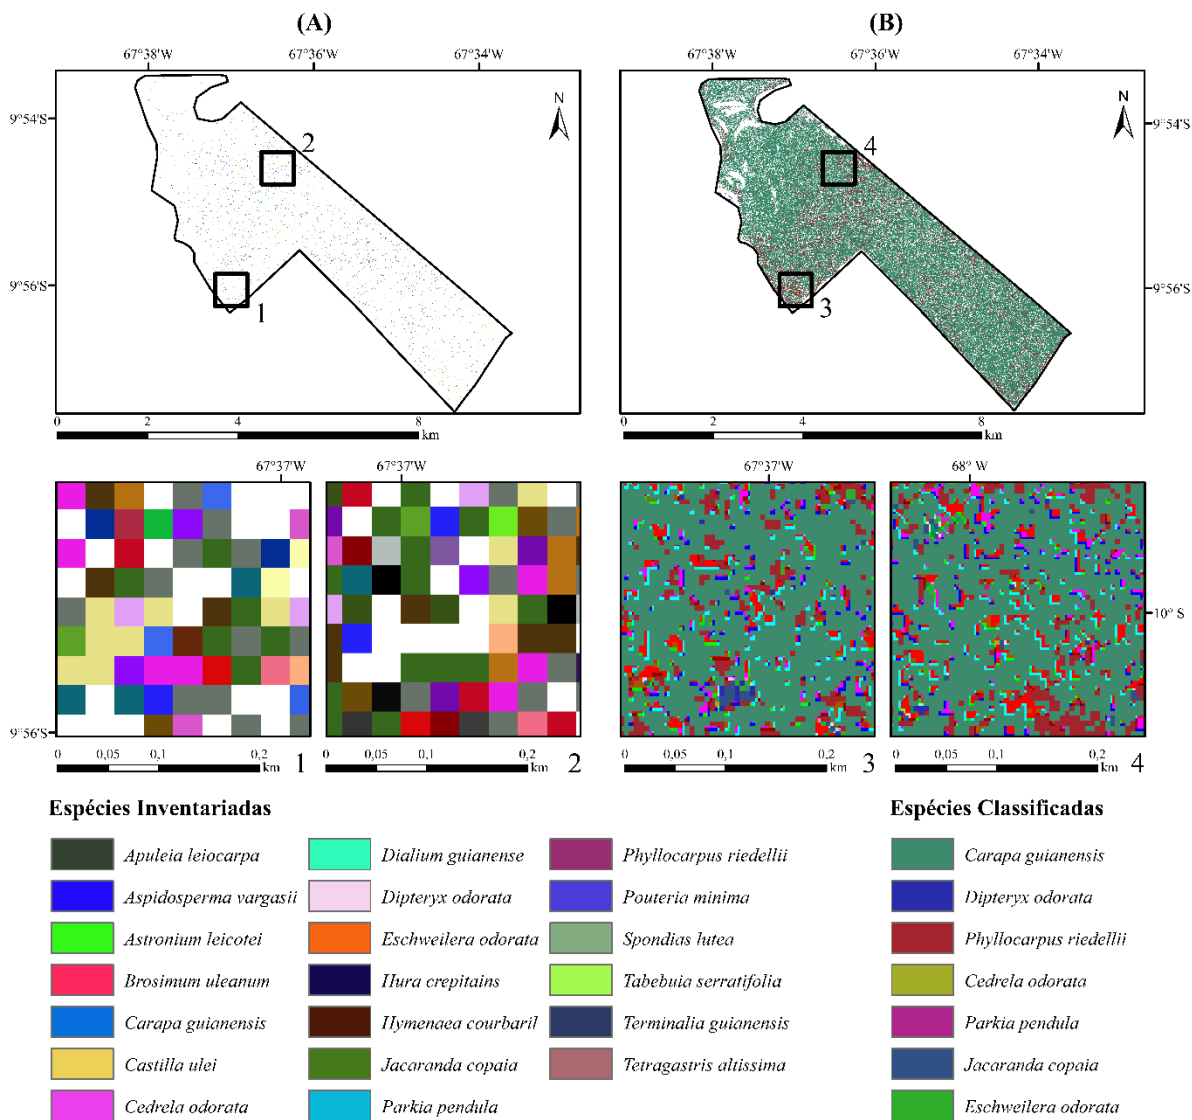 (A)
(B)
67°38'W 67°36'W 67°34'W
67°38'W 67°36'W 67°34'W
N
N
9°54'S
9°54'S
2
4
9°56'S
9°56'S
1
3
0 2 4 8
km
0 2 4 8
km
67°37'W 67°37'W 67°37'W 68° W
10° S
9°56'S
0 0,05 0,1 0,2
km
1
0 0,05 0,1 0,2
km
2
0 0,05 0,1 0,2
km
3
0 0,05 0,1 0,2
km
4
Espécies Inventariadas
Apuleia leiocarpa
Aspidosperma vargasii
Astronium leicotei
Brosimum uleanum
Carapa guianensis
Castilla ulei
Cedrela odorata
Dialium guianense
Dipteryx odorata
Eschweilera odorata
Hura crepitains
Hymenaea courbaril
Jacaranda copaia
Parkia pendula
Phyllocarpus riedellii
Pouteria minima
Spondias lutea
Tabebuia serratifolia
Terminalia guianensis
Tetragastris altissima
Espécies Classificadas
Carapa guianensis
Dipteryx odorata
Phyllocarpus riedellii
Cedrela odorata
Parkia pendula
Jacaranda copaia
Eschweilera odorata